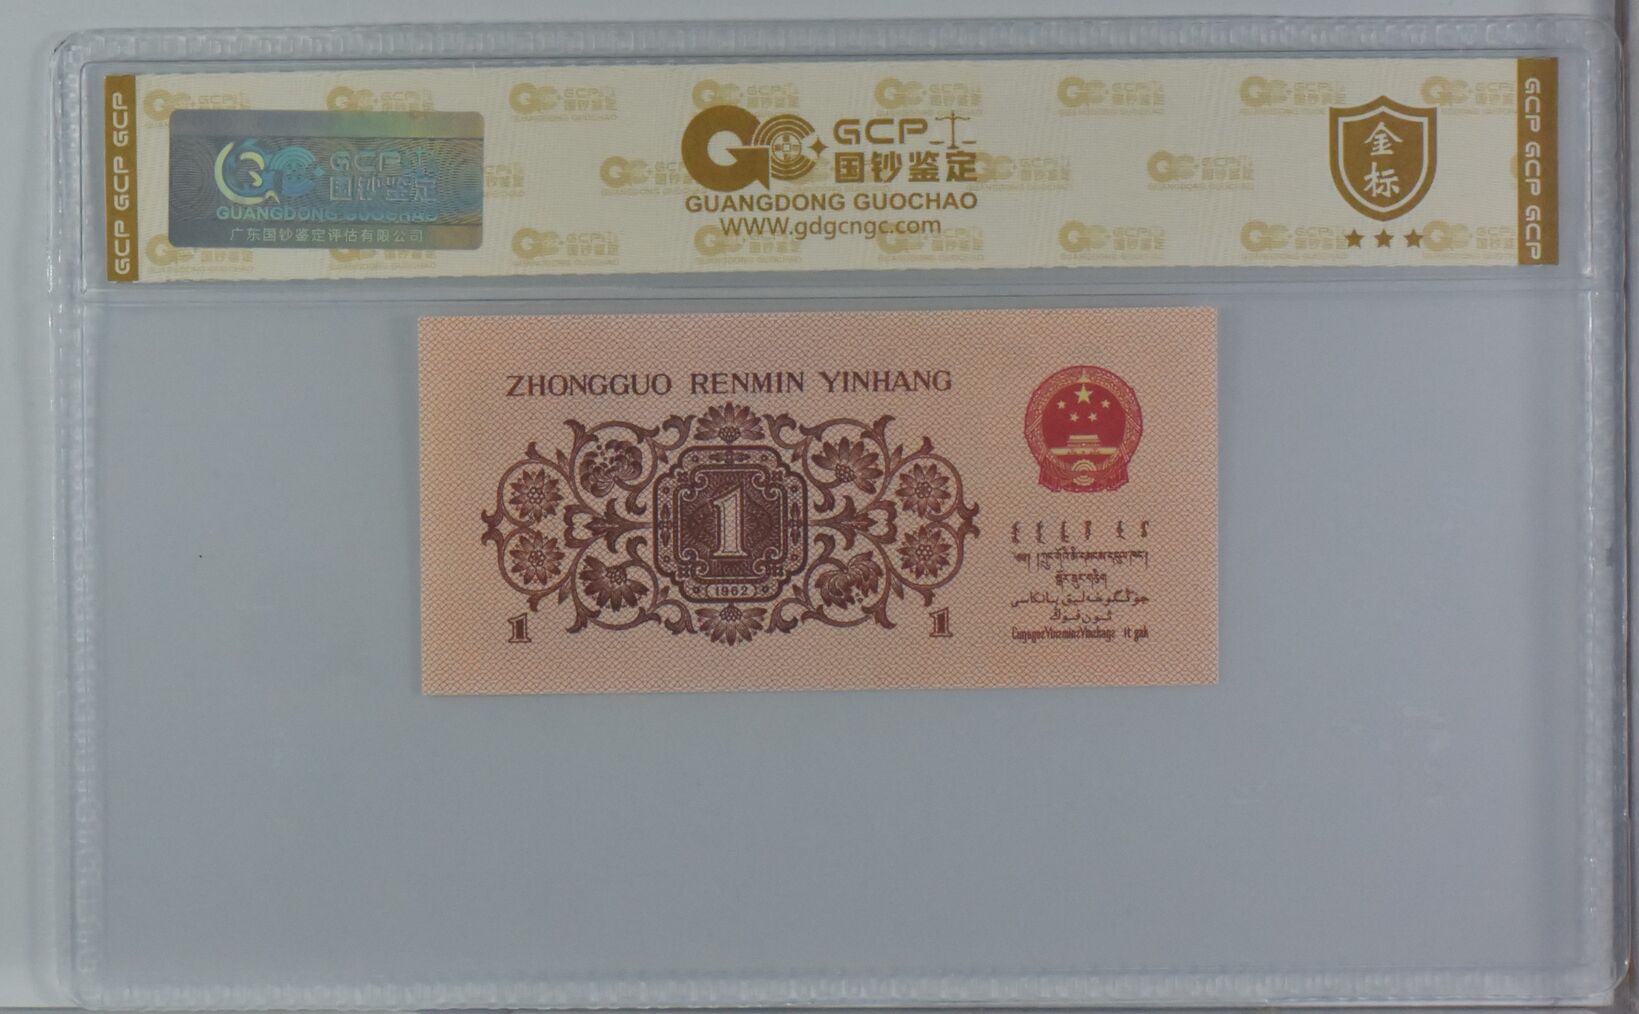 GCP GCP GCP
GCP
国钞鉴定
GUANGDONG GUOCHAO
广东国钞鉴定评估有限公司
GCP
国钞鉴定
GUANGDONG GUOCHAO
WWW.gdgcngc.com
金
标
GCP GCP GCP
ZHONGGUO RENMIN YINHANG
1
(1962)
1
1
جۇڭگوخەلىق بانكاسى